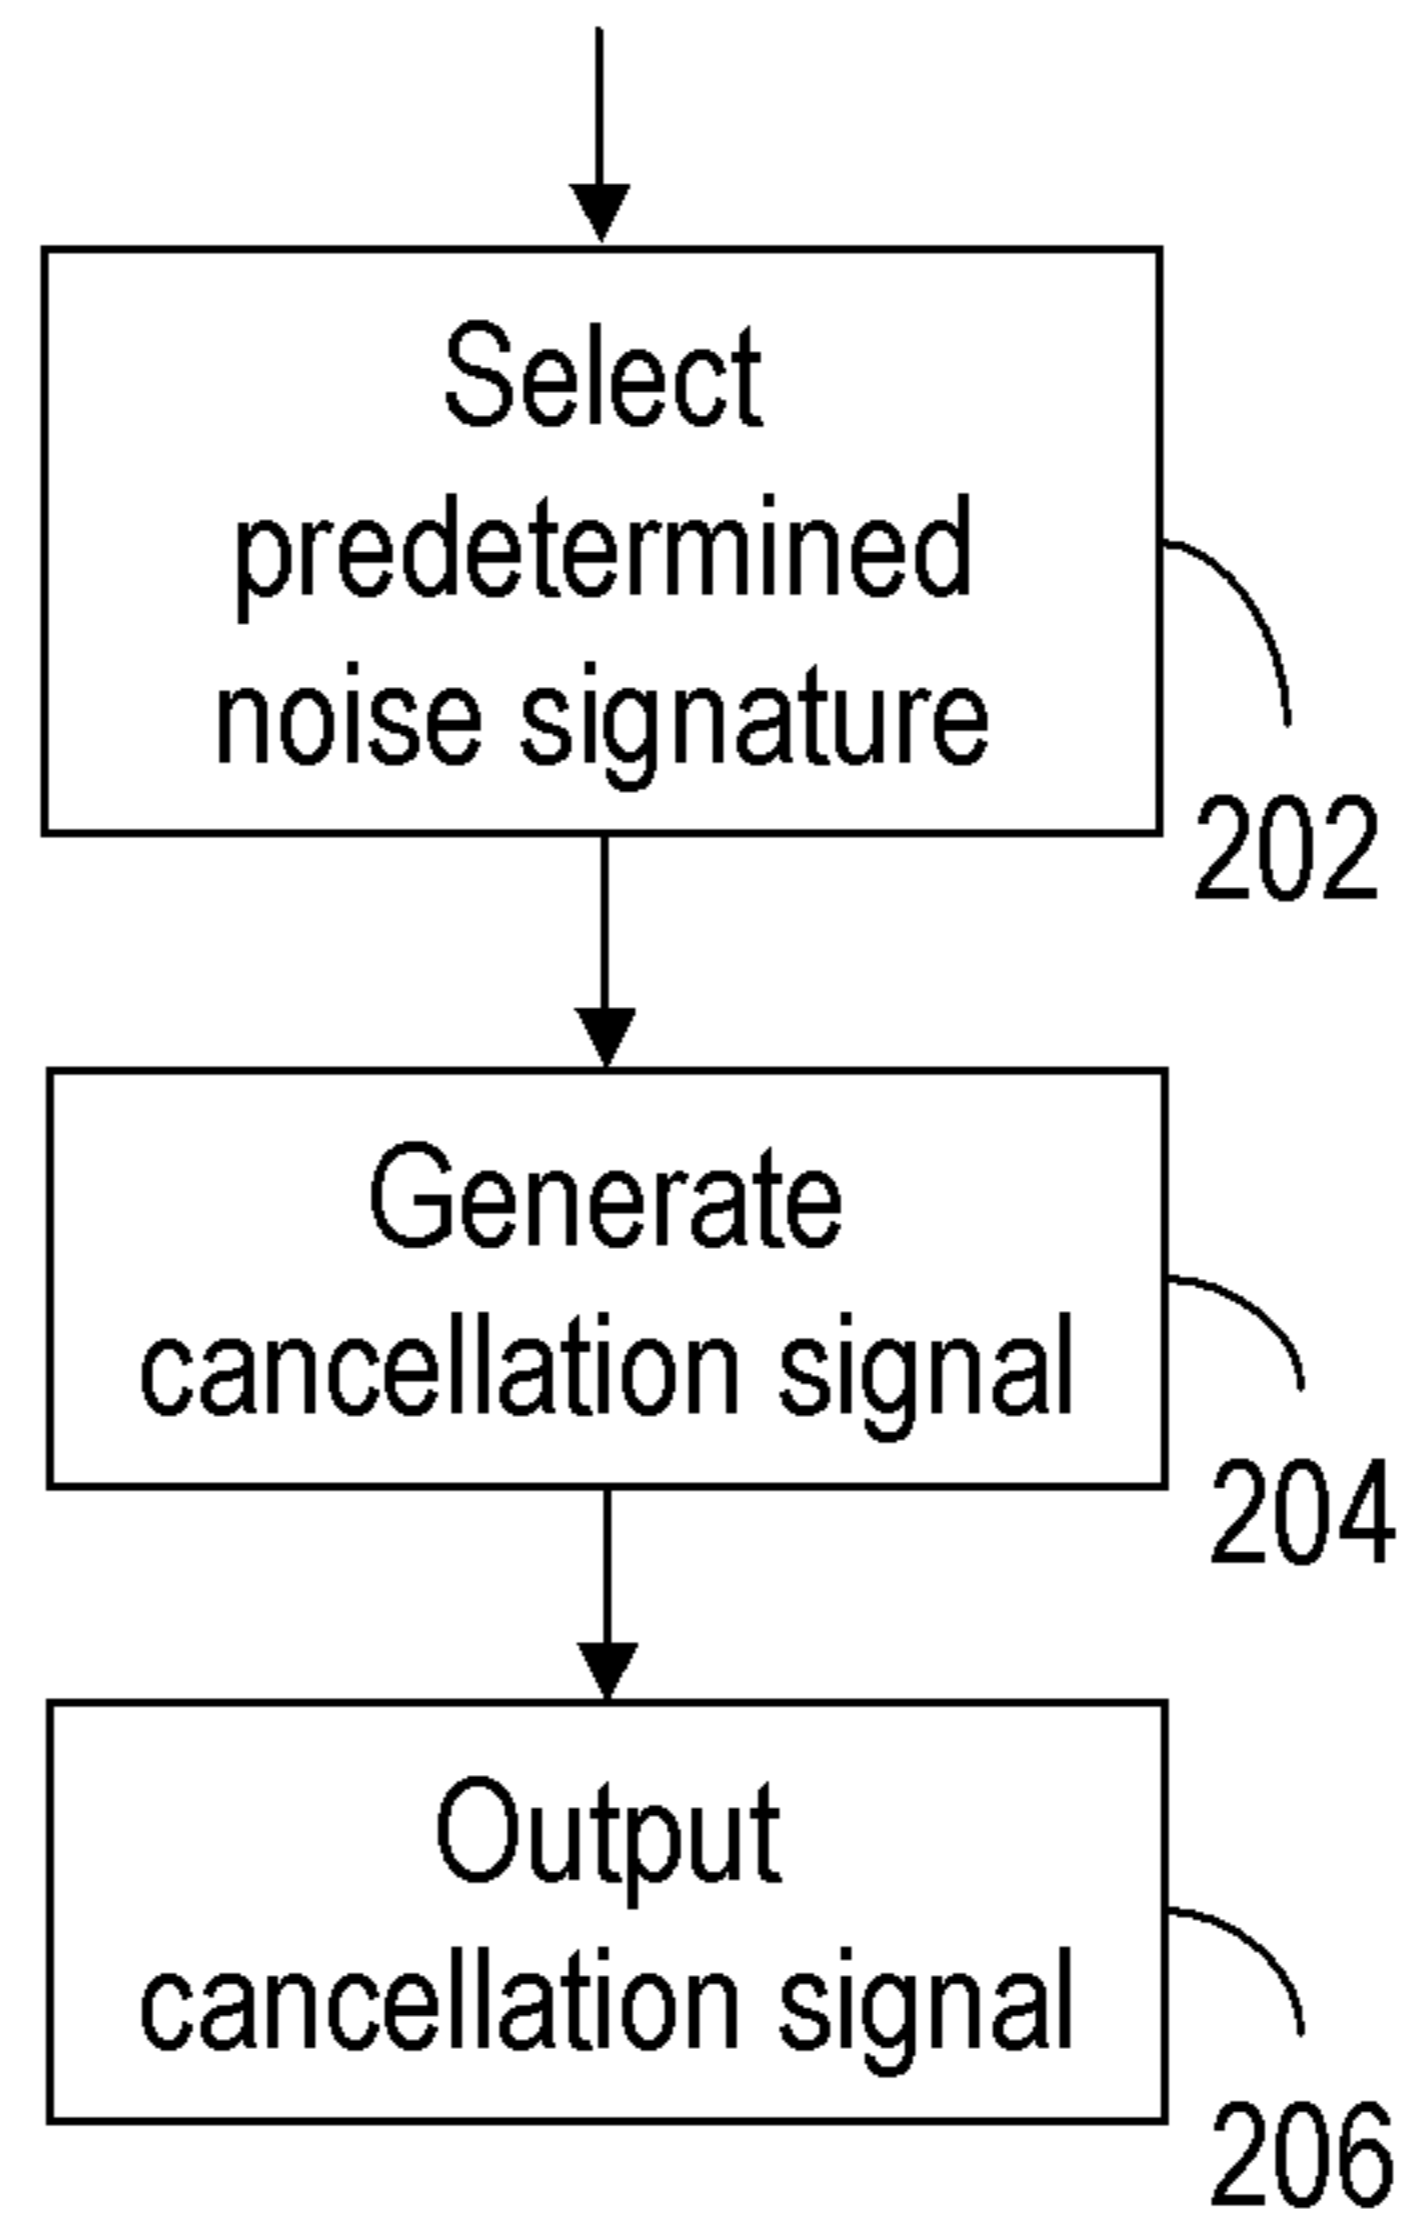 Select
predetermined
noise signature
202
Generate
cancellation signal
204
Output
cancellation signal
206